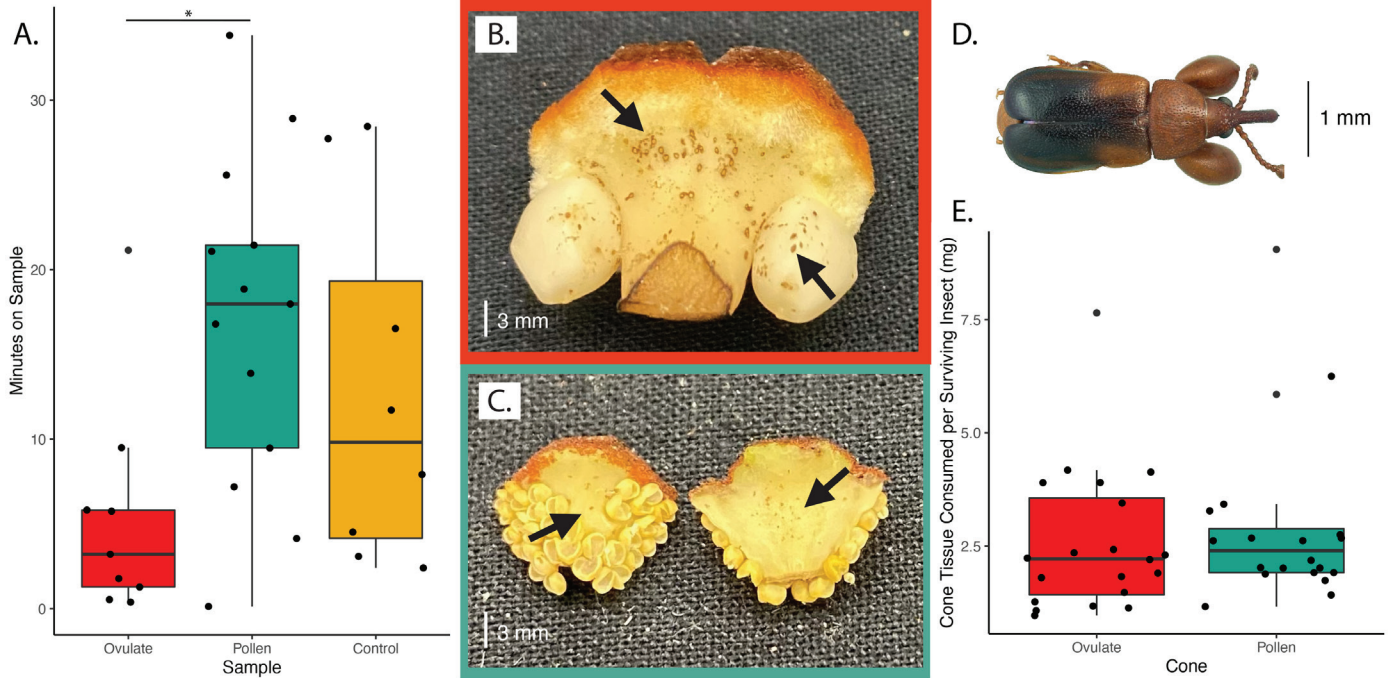 A.
*
Minutes on Sample
30
20
10
0
Ovulate
Pollen
Control
Sample
B.
3 mm
C.
3 mm
D.
1 mm
E.
Cone Tissue Consumed per Surviving Insect (mg)
7.5
5.0
2.5
Ovulate
Pollen
Cone